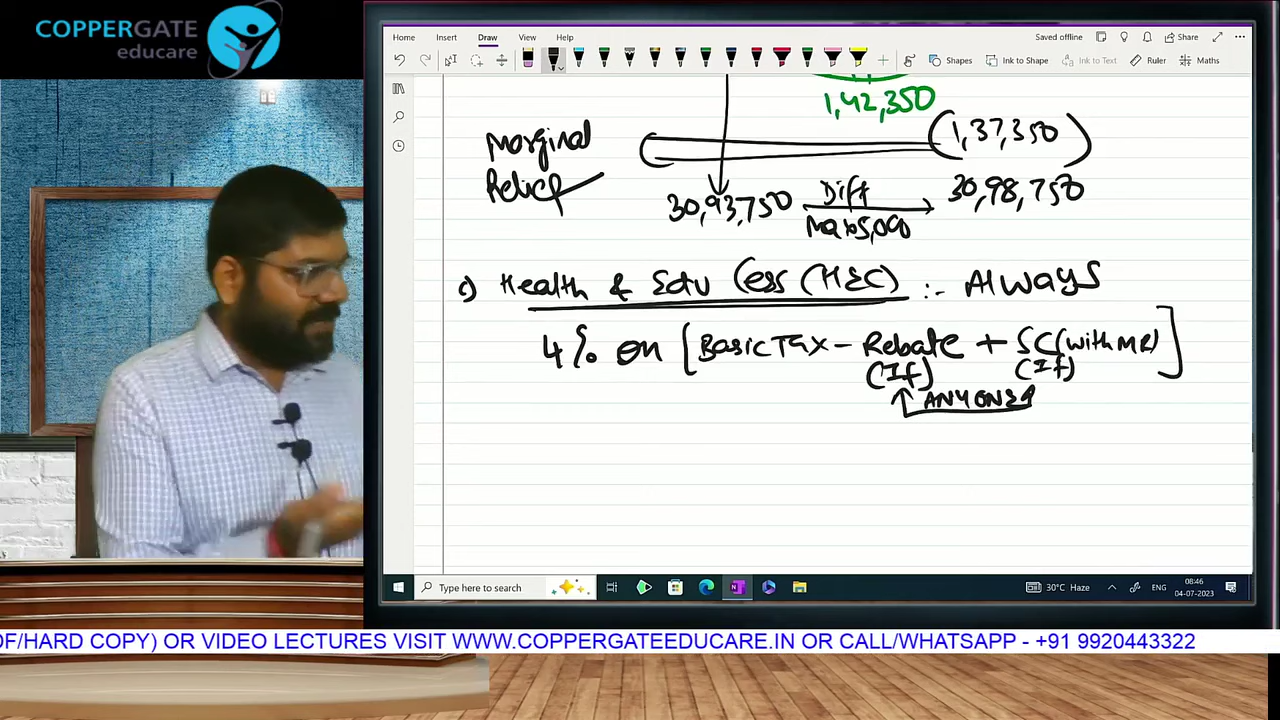 COPPERGATE
educare
Home Insert Draw View Help
Saved offline
Share
Shapes
Ink to Shape
Ink to Text
Ruler
Maths
1,42,350
Marginal (1,37,350)
Relief
30,93,750 Diff 30,98,750
c) Health & Edu Cess (HEC) :- Always
4% on [Basic Tax - Rebate + SC (with MR)]
(If) (If)
ANYONE
Type here to search
30°C Haze
ENG
08:46
04-07-2023
OF/HARD COPY) OR VIDEO LECTURES VISIT WWW.COPPERGATEEDUCARE.IN OR CALL/WHATSAPP - +91 9920443322